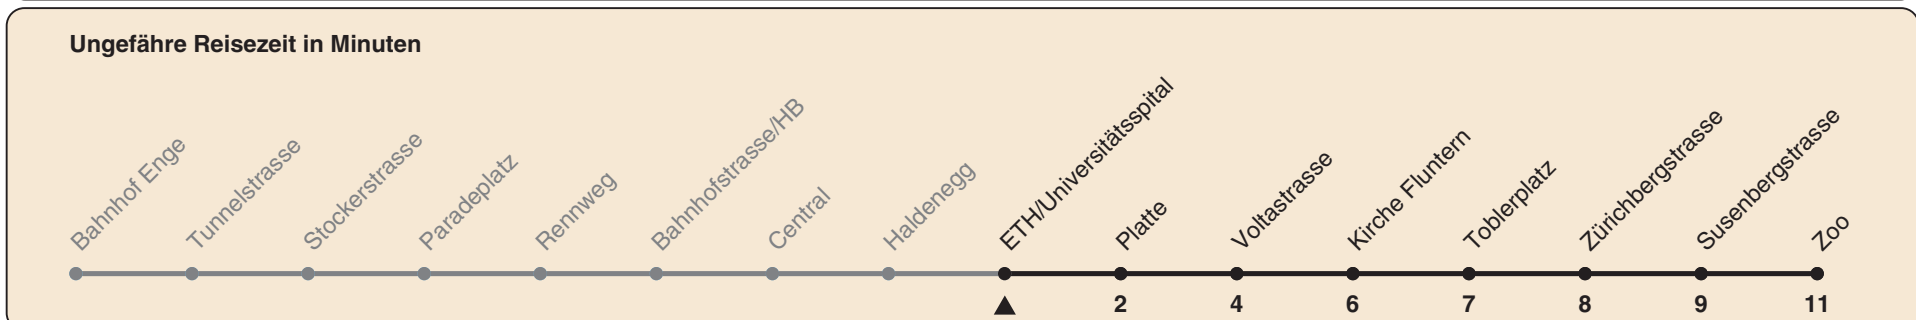 Ungefähre Reisezeit in Minuten
Bahnhof Enge
Tunnelstrasse
Stockerstrasse
Paradeplatz
Rennweg
Bahnhofstrasse/HB
Central
Haldenegg
ETH/Universitätsspital
Platte
Voltastrasse
Kirche Fluntern
Toblerplatz
Zürichbergstrasse
Susenbergstrasse
Zoo
2 4 6 7 8 9 11